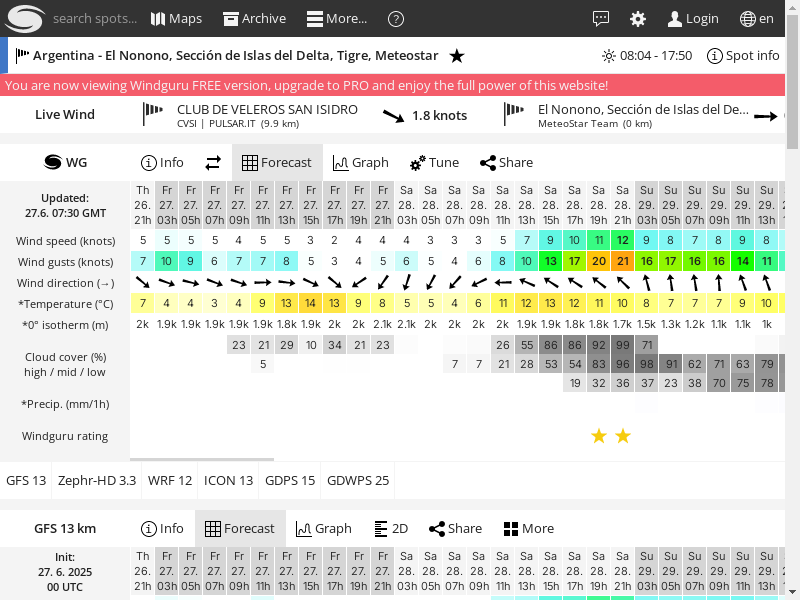 search spots... Maps Archive More... ? Login en
Argentina - El Nonono, Sección de Islas del Delta, Tigre, Meteostar 08:04 - 17:50 Spot info
You are now viewing Windguru FREE version, upgrade to PRO and enjoy the full power of this website!
Live Wind
CLUB DE VELEROS SAN ISIDRO
CVSI | PULSAR.IT (9.9 km)
1.8 knots
El Nonono, Sección de Islas del De...
MeteoStar Team (0 km)
WG Info Forecast Graph Tune Share
Updated:
27.6. 07:30 GMT
Th Fr Fr Fr Fr Fr Fr Fr Fr Fr Fr Sa Sa Sa Sa Sa Sa Sa Sa Sa Sa Su Su Su Su Su Su
26. 27. 27. 27. 27. 27. 27. 27. 27. 27. 27. 28. 28. 28. 28. 28. 28. 28. 28. 28. 28. 29. 29. 29. 29. 29. 29.
21h 03h 05h 07h 09h 11h 13h 15h 17h 19h 21h 03h 05h 07h 09h 11h 13h 15h 17h 19h 21h 03h 05h 07h 09h 11h 13h
Wind speed (knots) 5 5 5 5 4 5 5 3 2 4 4 4 3 3 3 5 7 9 10 11 12 9 8 7 8 9 8
Wind gusts (knots) 7 10 9 6 7 7 8 5 3 4 5 6 5 4 6 8 10 13 17 20 21 16 17 16 16 14 11
Wind direction (→)
*Temperature (°C) 7 4 4 3 4 9 13 14 13 9 8 5 5 4 6 11 12 13 12 11 10 8 7 7 7 9 10
*0° isotherm (m) 2k 1.9k 1.9k 1.9k 1.9k 1.9k 1.8k 1.9k 2k 2k 2.1k 2.1k 2k 2k 2k 2k 1.9k 1.9k 1.8k 1.8k 1.7k 1.5k 1.3k 1.2k 1.1k 1.1k 1k
Cloud cover (%)
high / mid / low
23 21 29 10 34 21 23 26 55 86 86 92 99 71
5 7 7 21 28 53 54 83 96 98 91 62 71 63 79
19 32 36 37 23 38 70 75 78
*Precip. (mm/1h)
Windguru rating
GFS 13 Zephr-HD 3.3 WRF 12 ICON 13 GDPS 15 GDWPS 25
GFS 13 km Info Forecast Graph 2D Share More
Init:
27. 6. 2025
00 UTC
Th Fr Fr Fr Fr Fr Fr Fr Fr Fr Fr Sa Sa Sa Sa Sa Sa Sa Sa Sa Sa Su Su Su Su Su Su
26. 27. 27. 27. 27. 27. 27. 27. 27. 27. 27. 28. 28. 28. 28. 28. 28. 28. 28. 28. 28. 29. 29. 29. 29. 29. 29.
21h 03h 05h 07h 09h 11h 13h 15h 17h 19h 21h 03h 05h 07h 09h 11h 13h 15h 17h 19h 21h 03h 05h 07h 09h 11h 13h